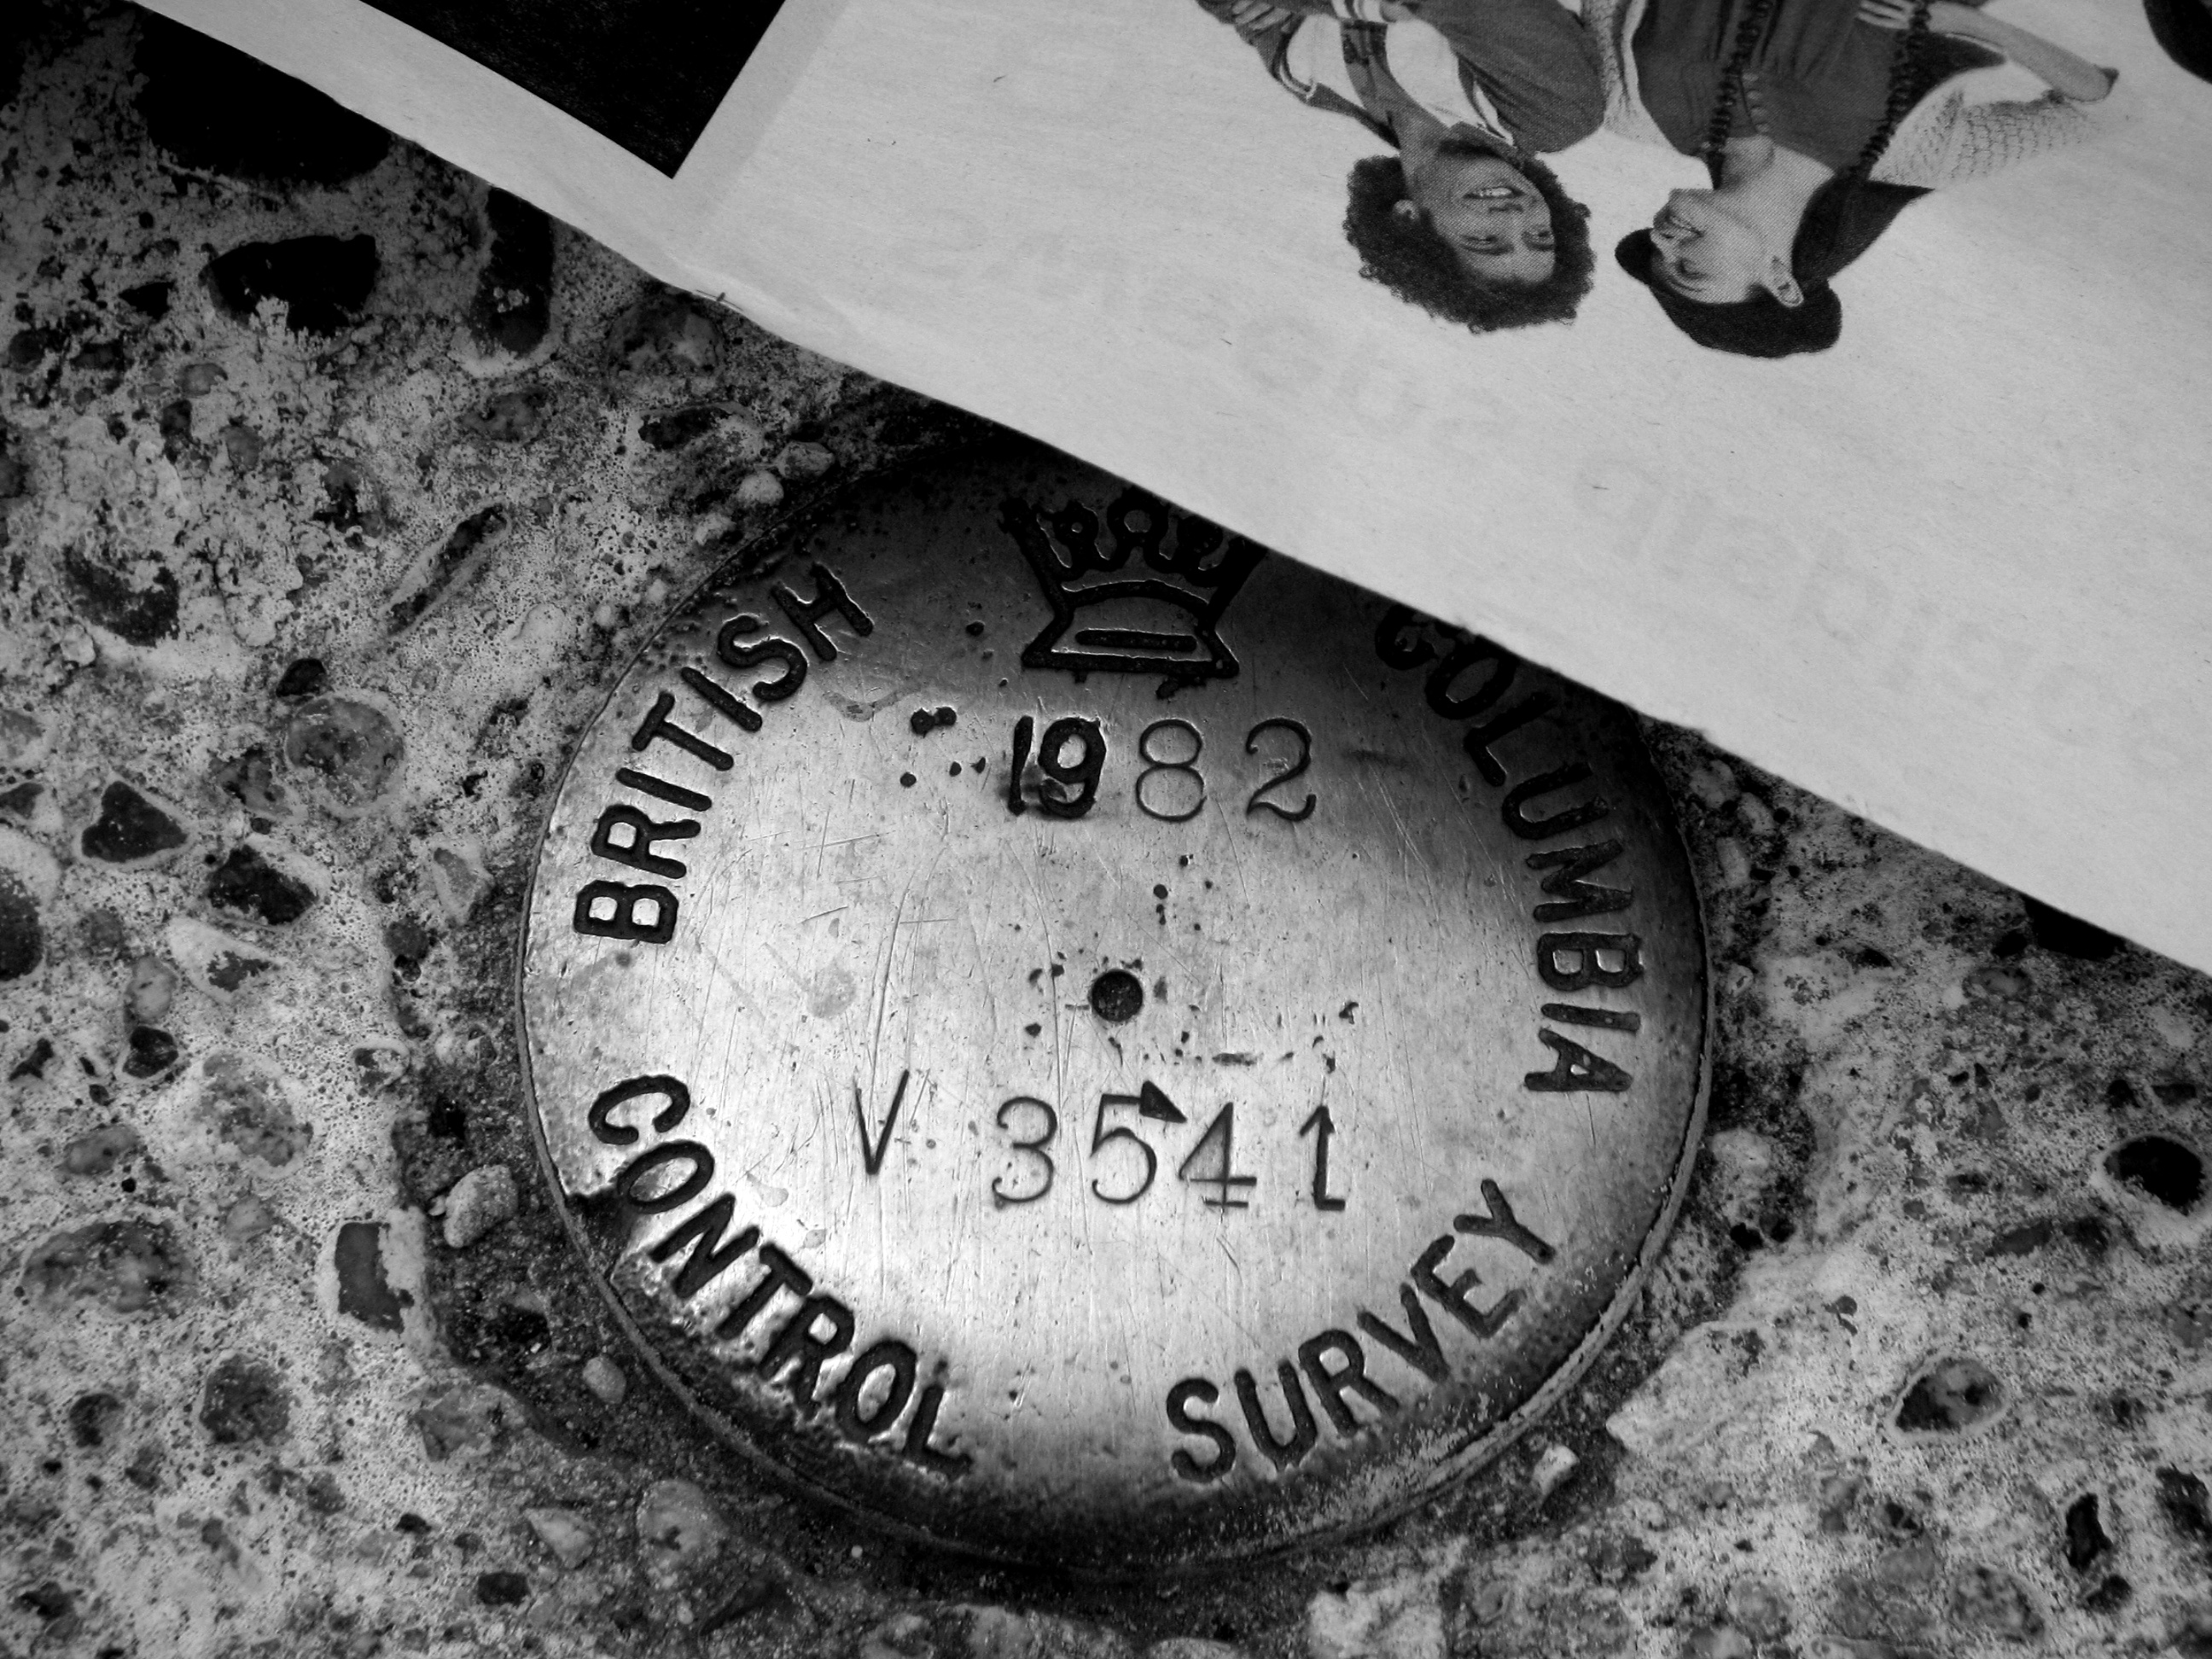 BRITISH COLUMBIA
1982
V 3541
CONTROL SURVEY